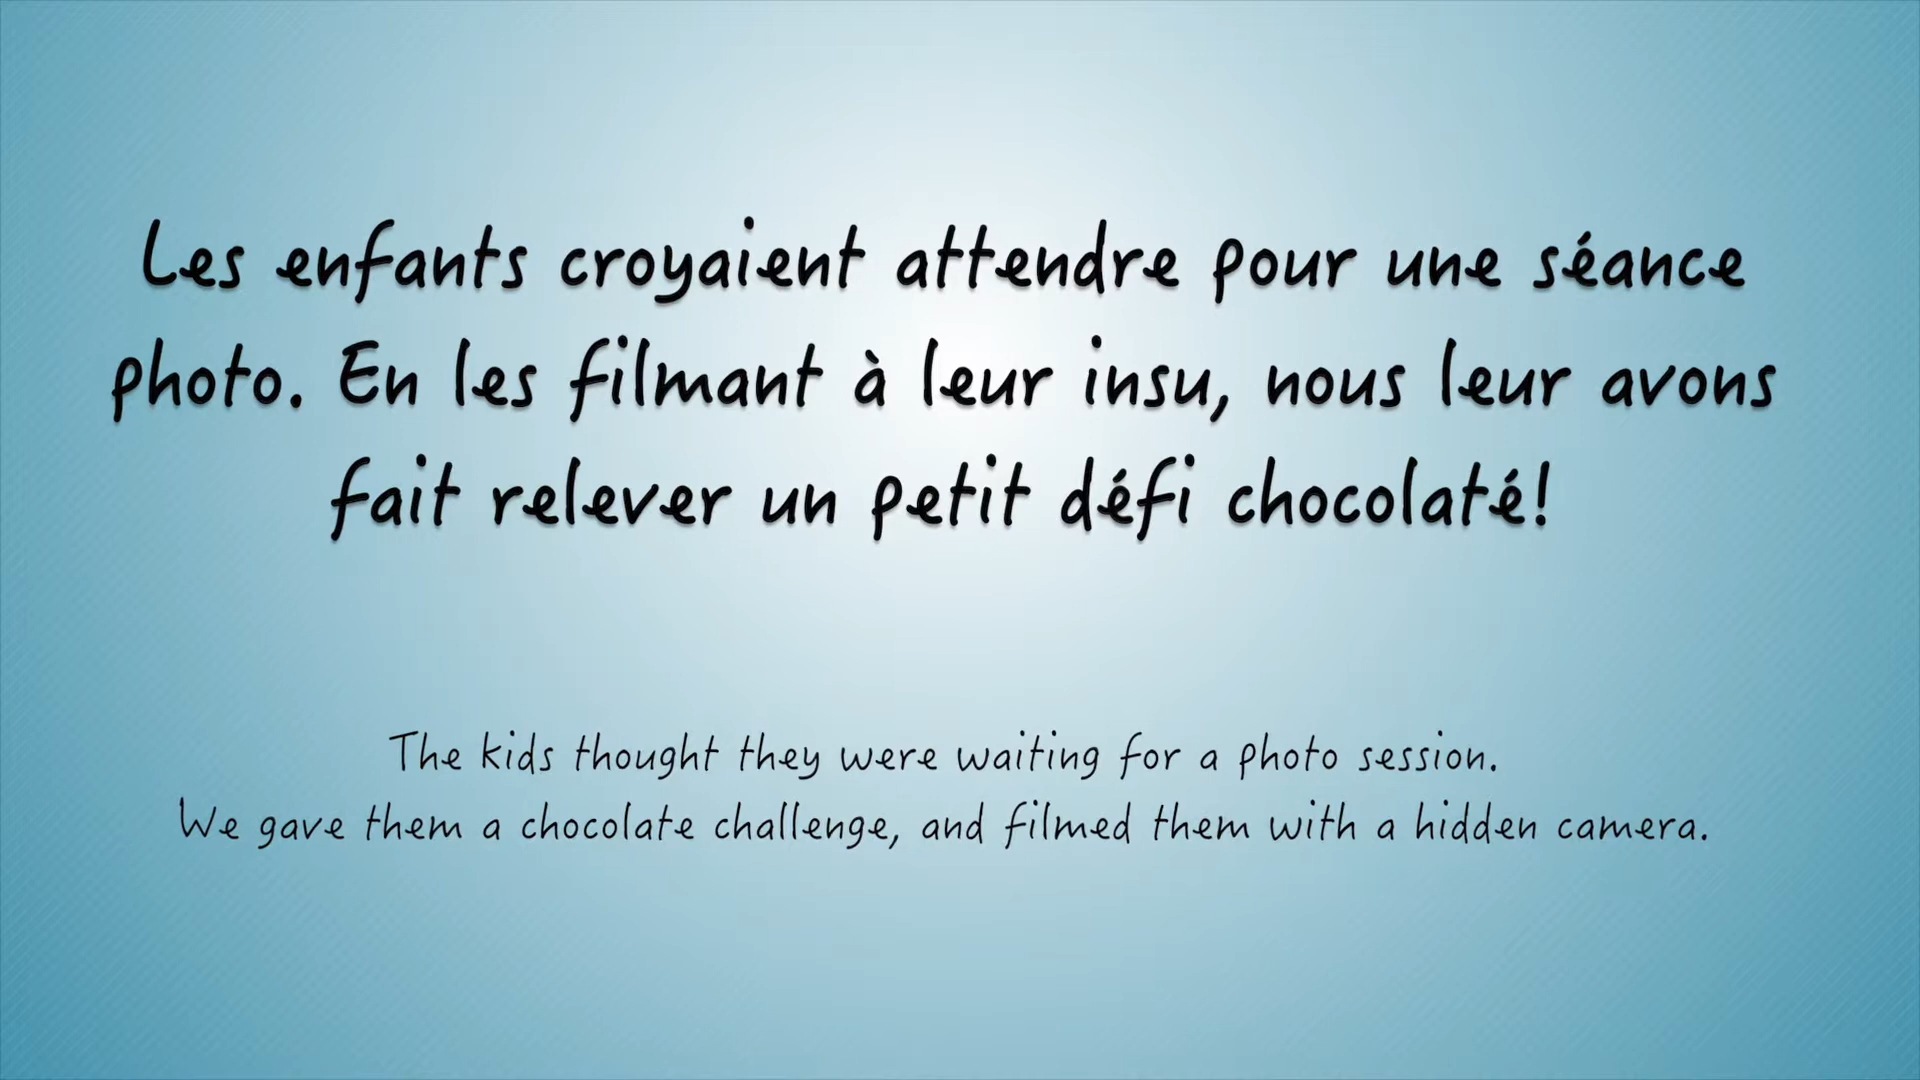 Les enfants croyaient attendre pour une séance
photo. En les filmant à leur insu, nous leur avons
fait relever un petit défi chocolaté!
The kids thought they were waiting for a photo session.
We gave them a chocolate challenge, and filmed them with a hidden camera.